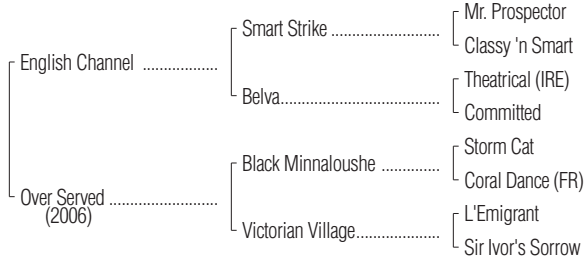 Mr. Prospector
Smart Strike ..................
Classy 'n Smart
English Channel ..................
Theatrical (IRE)
Belva..................................
Committed
Storm Cat
Black Minnaloushe ..............
Coral Dance (FR)
Over Served ........................
(2006)
L'Emigrant
Victorian Village...................
Sir Ivor's Sorrow